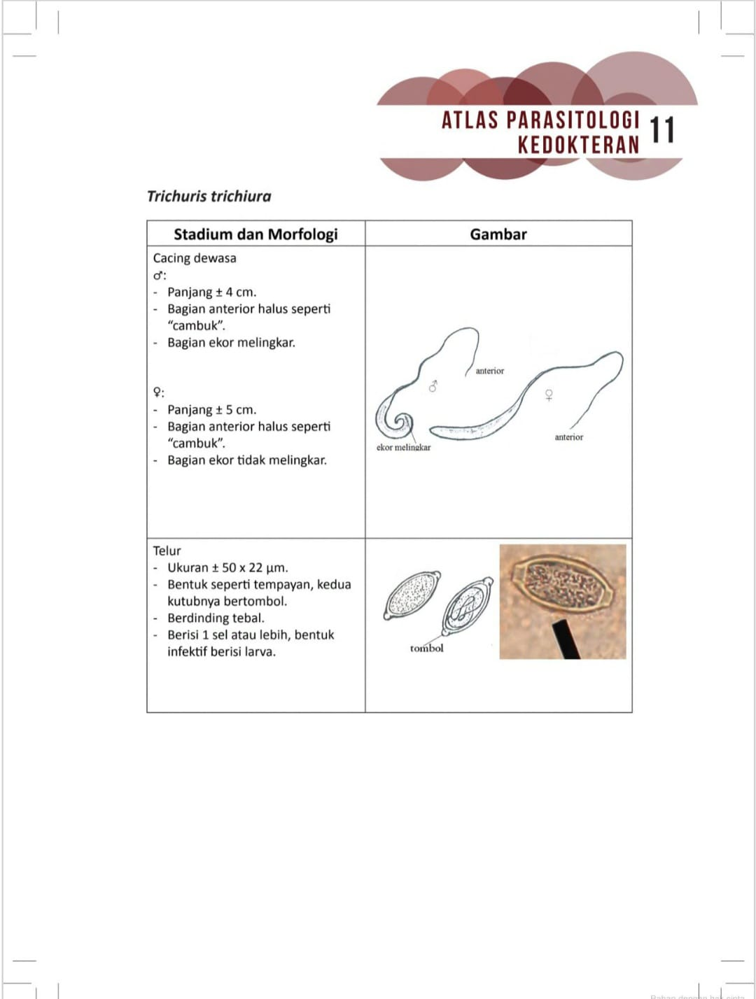 ATLAS PARASITOLOGI
KEDOKTERAN
11
Trichuris trichiura
Stadium dan Morfologi
Gambar
Cacing dewasa
♂:
- Panjang ± 4 cm.
- Bagian anterior halus seperti
“cambuk”.
- Bagian ekor melingkar.
♀:
- Panjang ± 5 cm.
- Bagian anterior halus seperti
“cambuk”.
- Bagian ekor tidak melingkar.
anterior
♂
♀
anterior
ekor melingkar
Telur
- Ukuran ± 50 x 22 µm.
- Bentuk seperti tempayan, kedua
kutubnya bertombol.
- Berdinding tebal.
- Berisi 1 sel atau lebih, bentuk
infektif berisi larva.
tombol